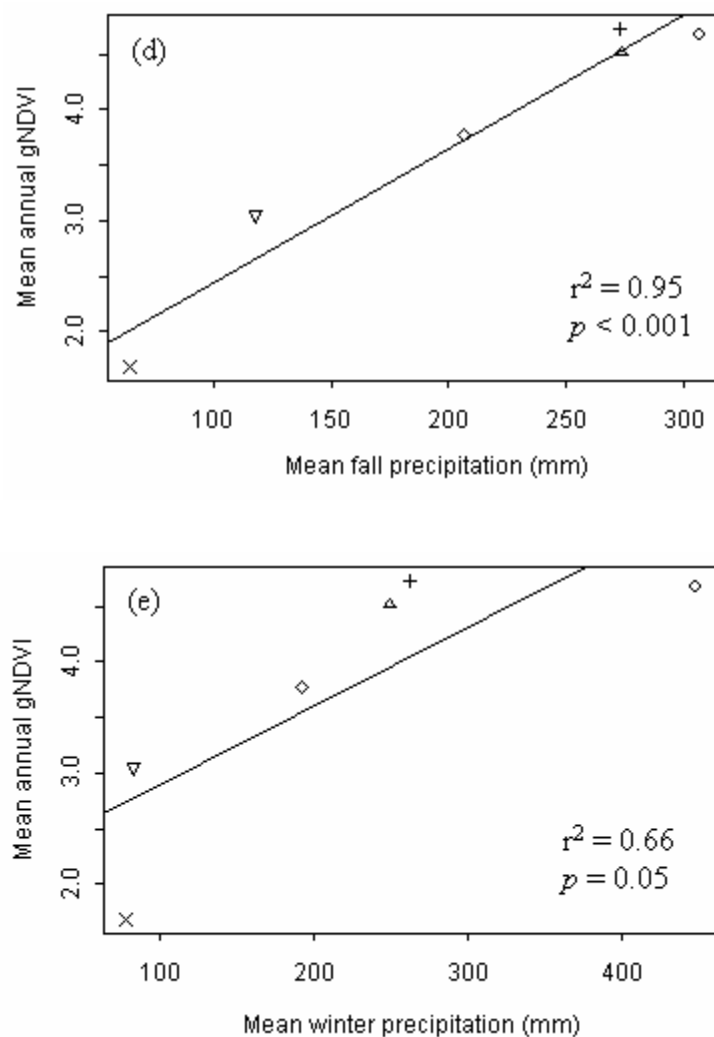 (d)
Mean annual gNDVI
4.0
3.0
2.0
r² = 0.95
p < 0.001
100 150 200 250 300
Mean fall precipitation (mm)
(e)
Mean annual gNDVI
4.0
3.0
2.0
r² = 0.66
p = 0.05
100 200 300 400
Mean winter precipitation (mm)